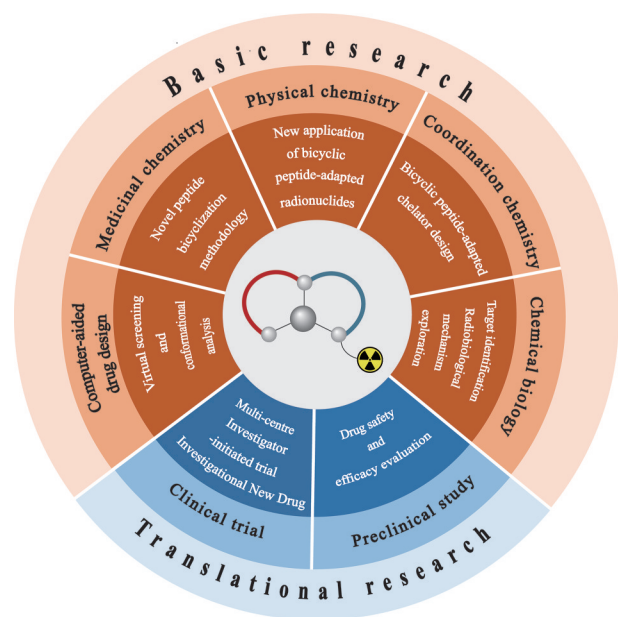 Basic research
Physical chemistry
New application
of bicyclic
peptide-adapted
radionuclides
Coordination chemistry
Bicyclic peptide-adapted
chelator design
Chemical biology
Target identification
Radiobiological
mechanism
exploration
Preclinical study
Drug safety
and
efficacy evaluation
Clinical trial
Multi-centre
Investigator
-initiated trial
Investigational New Drug
Computer-aided
drug design
Virtual screening
and
conformational
analysis
Medicinal chemistry
Novel peptide
bicyclization
methodology
Translational research